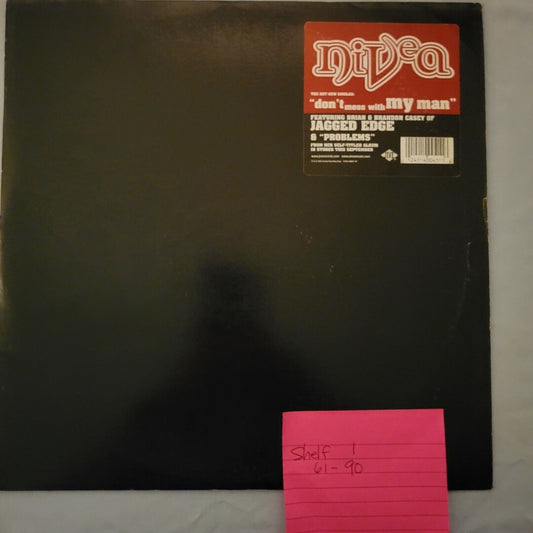 nivea
THE HOT NEW SINGLES:
"don't mess with my man"
FEATURING BRIAN & BRANDON CASEY OF
JAGGED EDGE
& "PROBLEMS"
FROM HER SELF-TITLED ALBUM
IN STORES THIS SEPTEMBER
Shelf 1
61-90